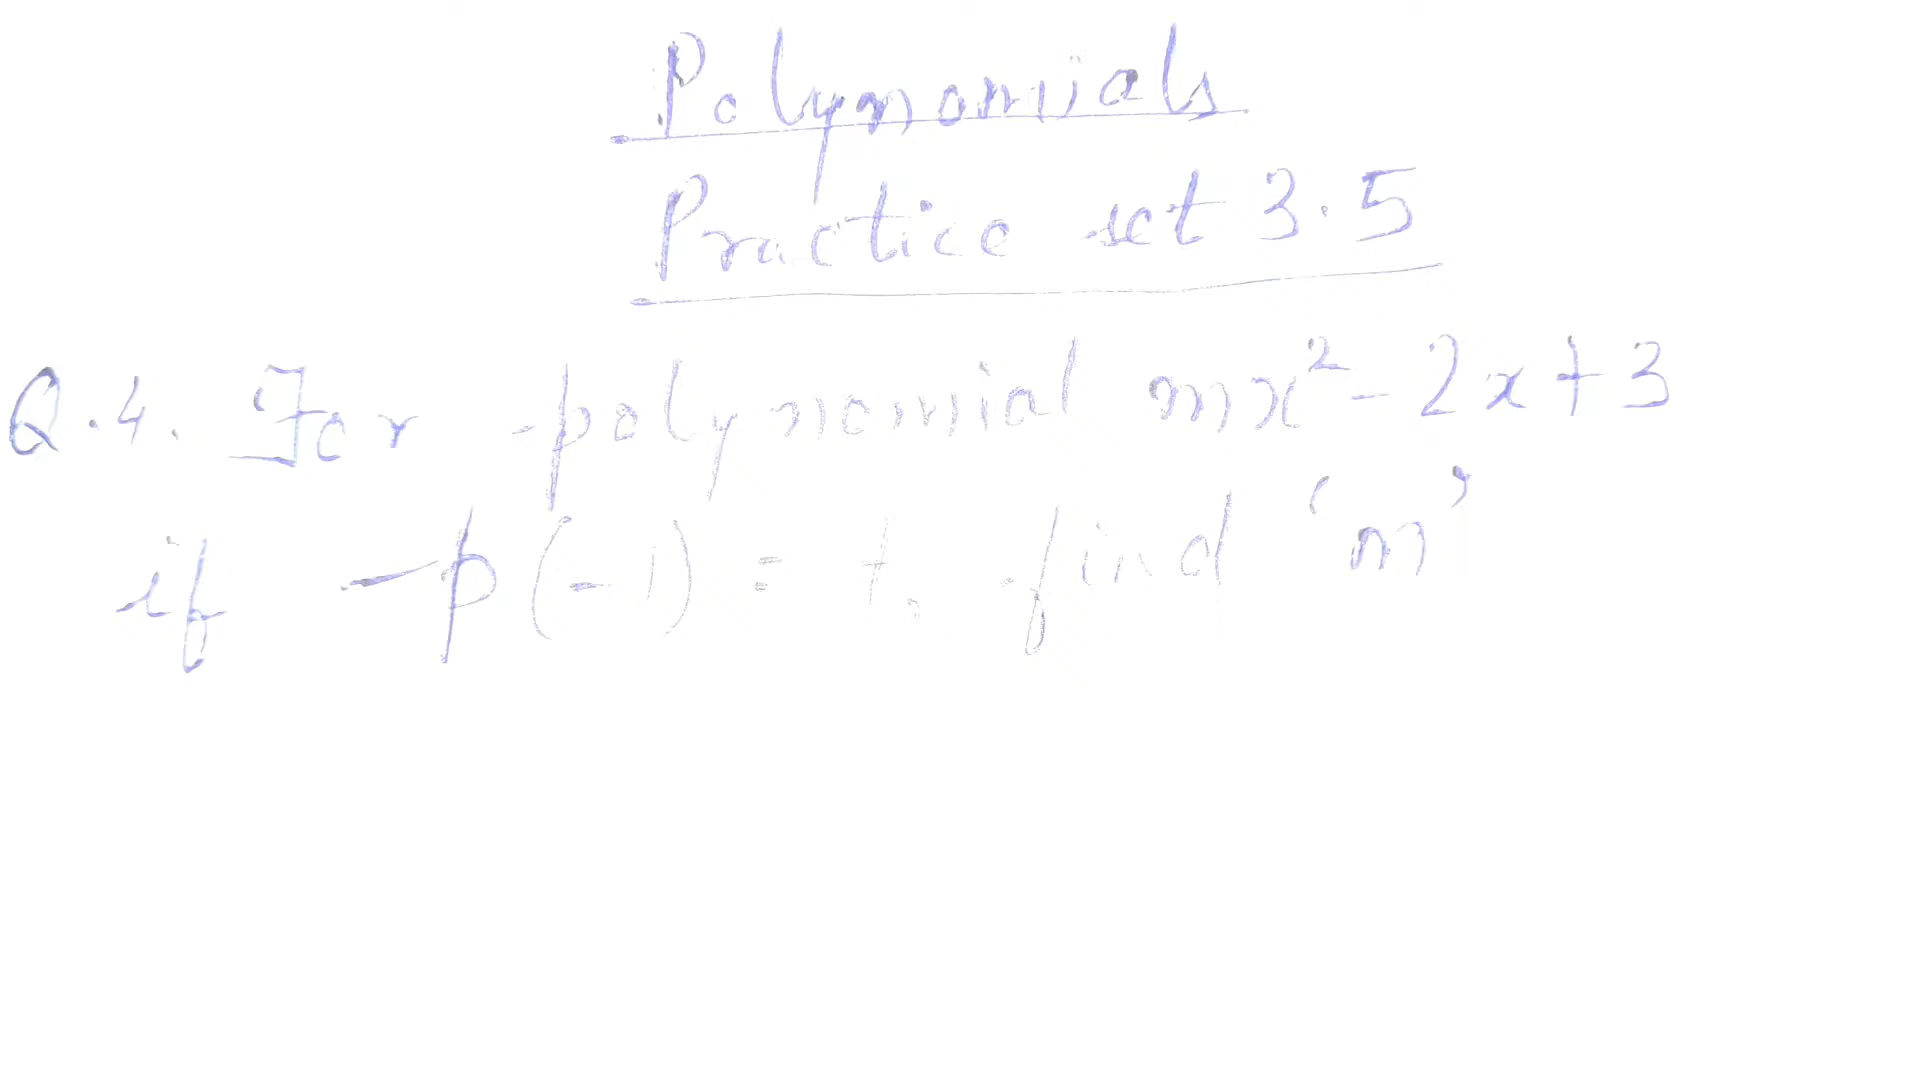 Polynomials
Practice set 3.5
Q.4. For polynomial mx²-2x+3
if p(-1) = 7, find 'm'